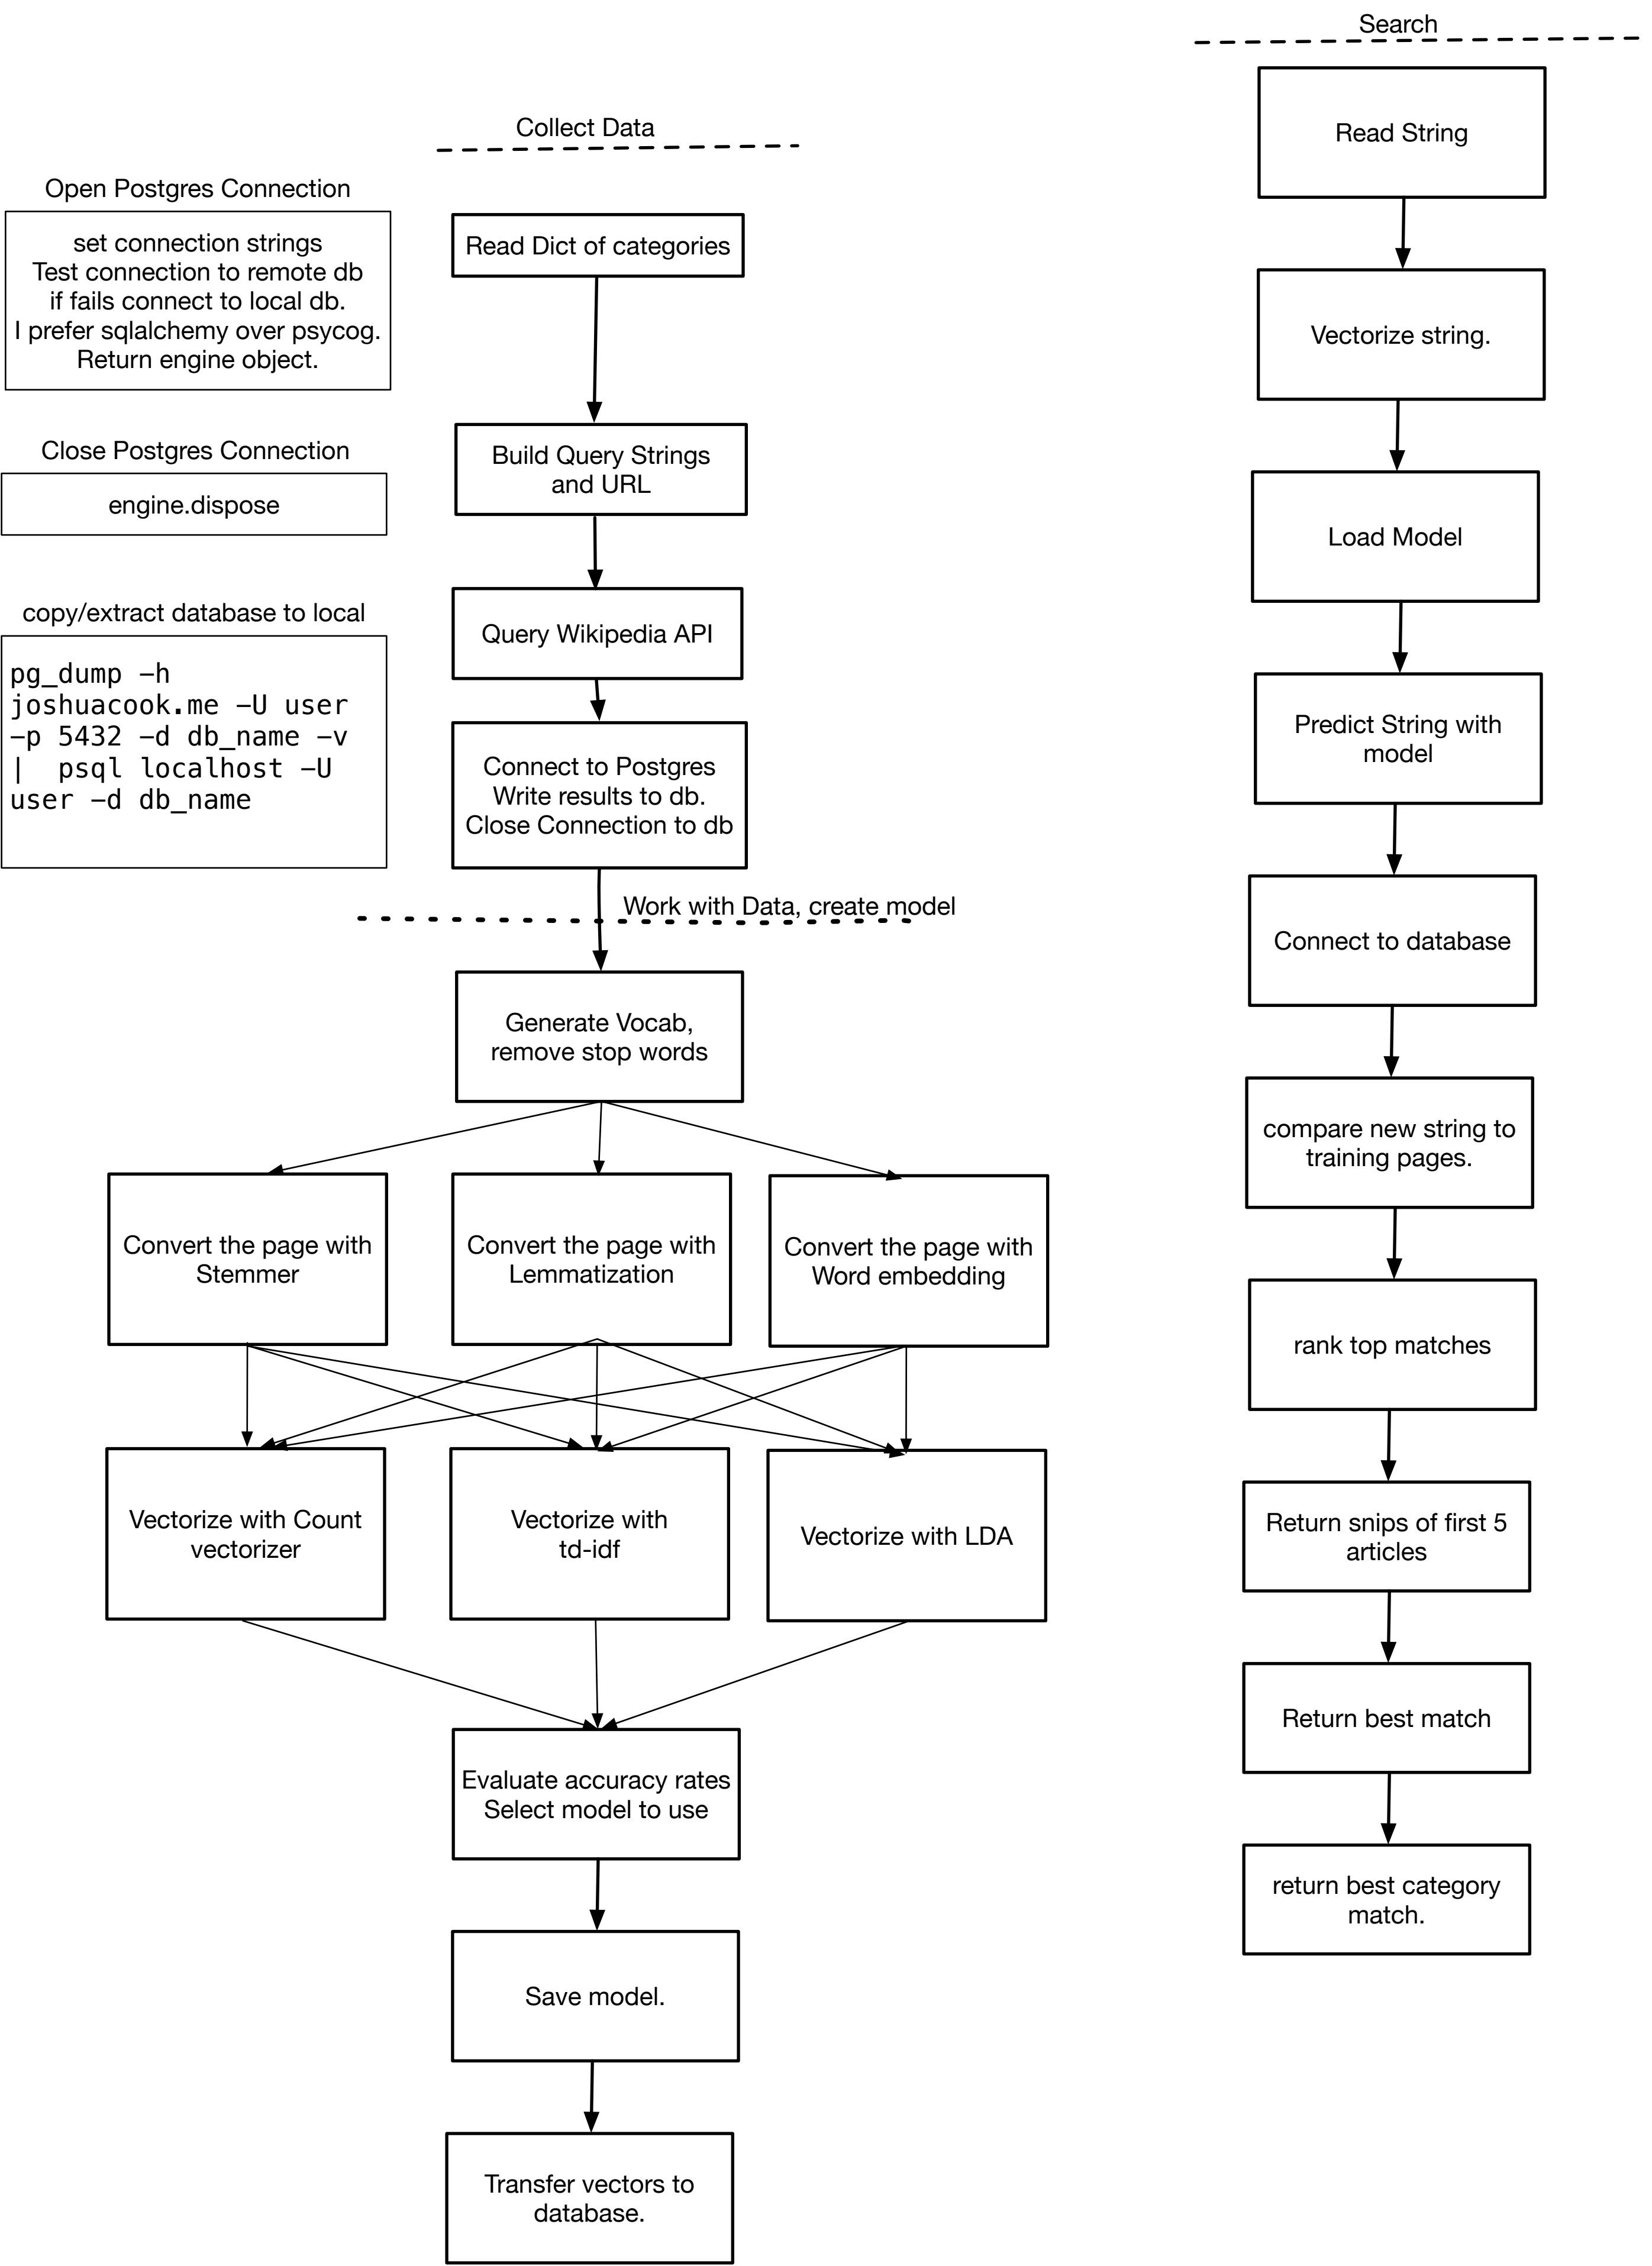 Collect Data
Open Postgres Connection
set connection strings
Test connection to remote db
if fails connect to local db.
I prefer sqlalchemy over psycog.
Return engine object.
Close Postgres Connection
engine.dispose
copy/extract database to local
pg_dump -h
joshuacook.me -U user
-p 5432 -d db_name -v
|  psql localhost -U
user -d db_name
Read Dict of categories
Build Query Strings
and URL
Query Wikipedia API
Connect to Postgres
Write results to db.
Close Connection to db
Work with Data, create model
Generate Vocab,
remove stop words
Convert the page with
Stemmer
Convert the page with
Lemmatization
Convert the page with
Word embedding
Vectorize with Count
vectorizer
Vectorize with
td-idf
Vectorize with LDA
Evaluate accuracy rates
Select model to use
Save model.
Transfer vectors to
database.
Search
Read String
Vectorize string.
Load Model
Predict String with
model
Connect to database
compare new string to
training pages.
rank top matches
Return snips of first 5
articles
Return best match
return best category
match.